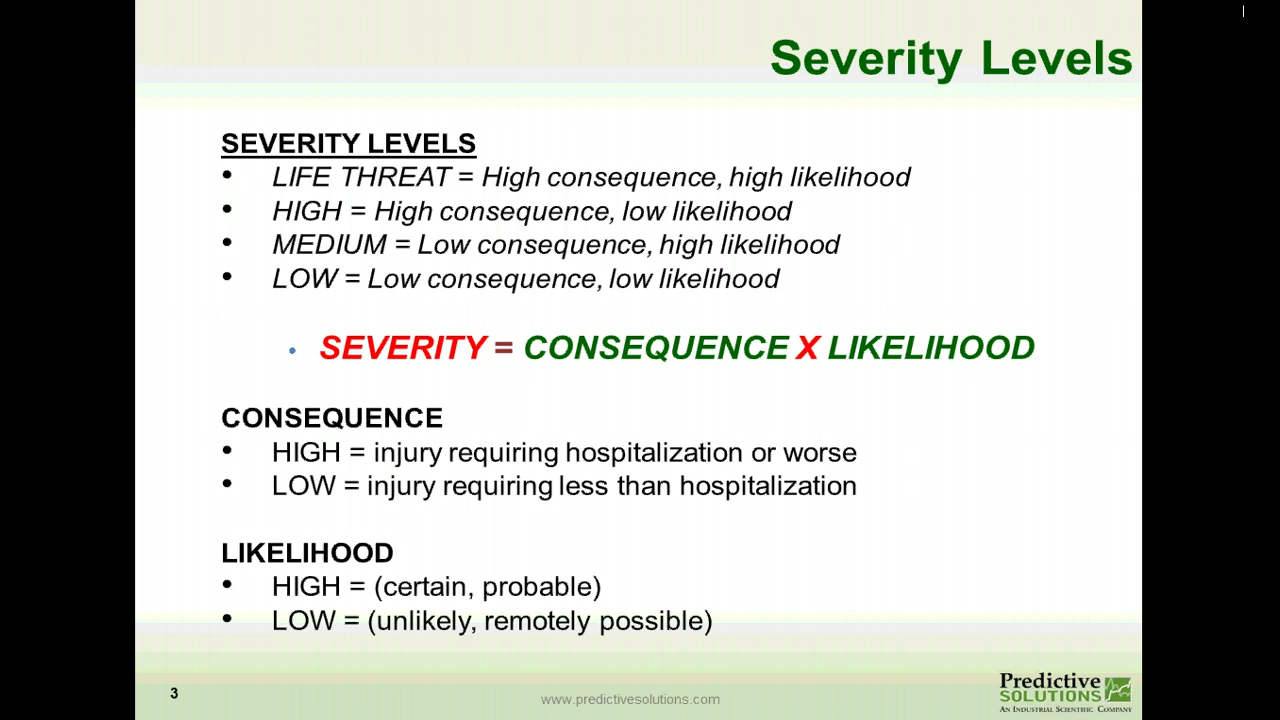 Severity Levels
SEVERITY LEVELS
• LIFE THREAT = High consequence, high likelihood
• HIGH = High consequence, low likelihood
• MEDIUM = Low consequence, high likelihood
• LOW = Low consequence, low likelihood
• SEVERITY = CONSEQUENCE X LIKELIHOOD
CONSEQUENCE
• HIGH = injury requiring hospitalization or worse
• LOW = injury requiring less than hospitalization
LIKELIHOOD
• HIGH = (certain, probable)
• LOW = (unlikely, remotely possible)
3
www.predictivesolutions.com
Predictive
SOLUTIONS
AN INDUSTRIAL SCIENTIFIC COMPANY